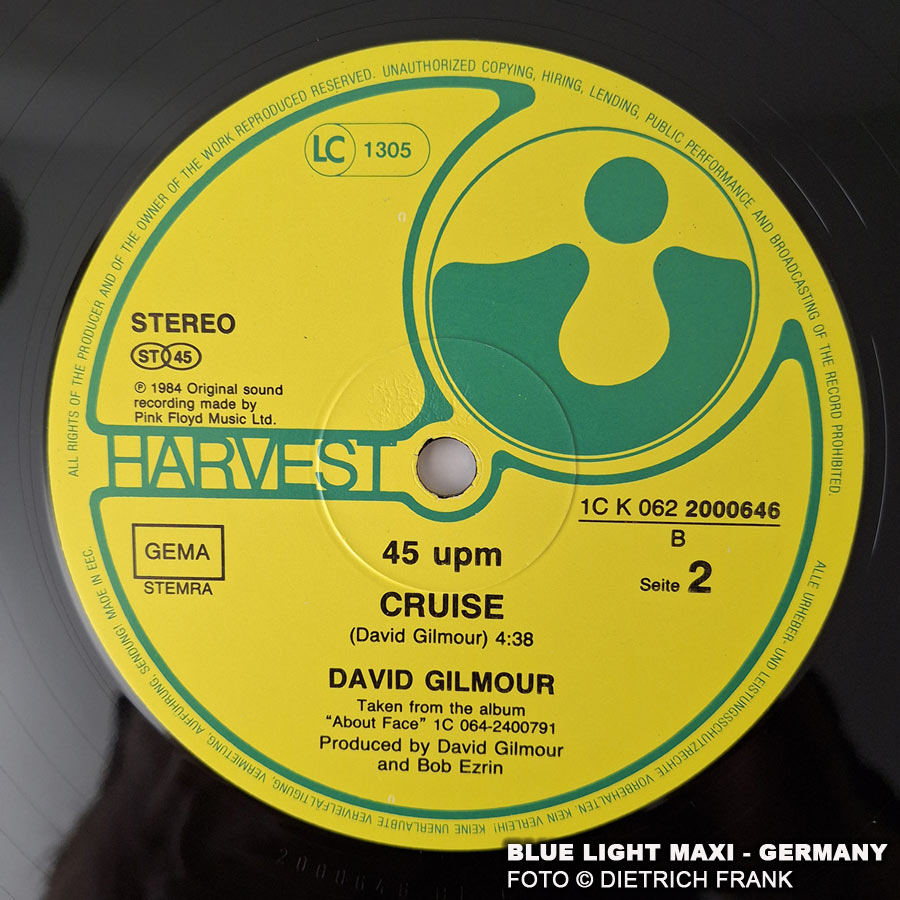 ALL RIGHTS OF THE PRODUCER AND OF THE OWNER OF THE WORK REPRODUCED RESERVED. UNAUTHORIZED COPYING, HIRING, LENDING, PUBLIC PERFORMANCE AND BROADCASTING OF THE RECORD PROHIBITED.
LC 1305
STEREO
ST 45
℗ 1984 Original sound
recording made by
Pink Floyd Music Ltd.
HARVEST
1C K 062 2000646
B
Seite 2
GEMA
STEMRA
45 upm
CRUISE
(David Gilmour) 4:38
DAVID GILMOUR
Taken from the album
"About Face" 1C 064-2400791
Produced by David Gilmour
and Bob Ezrin
ALLE URHEBER- UND LEISTUNGSSCHUTZRECHTE VORBEHALTEN. KEIN VERLEIH! KEINE UNERLAUBTE VERVIELFÄLTIGUNG, VERMIETUNG, AUFFÜHRUNG, SENDUNG! MADE IN EEC.
BLUE LIGHT MAXI - GERMANY
FOTO © DIETRICH FRANK